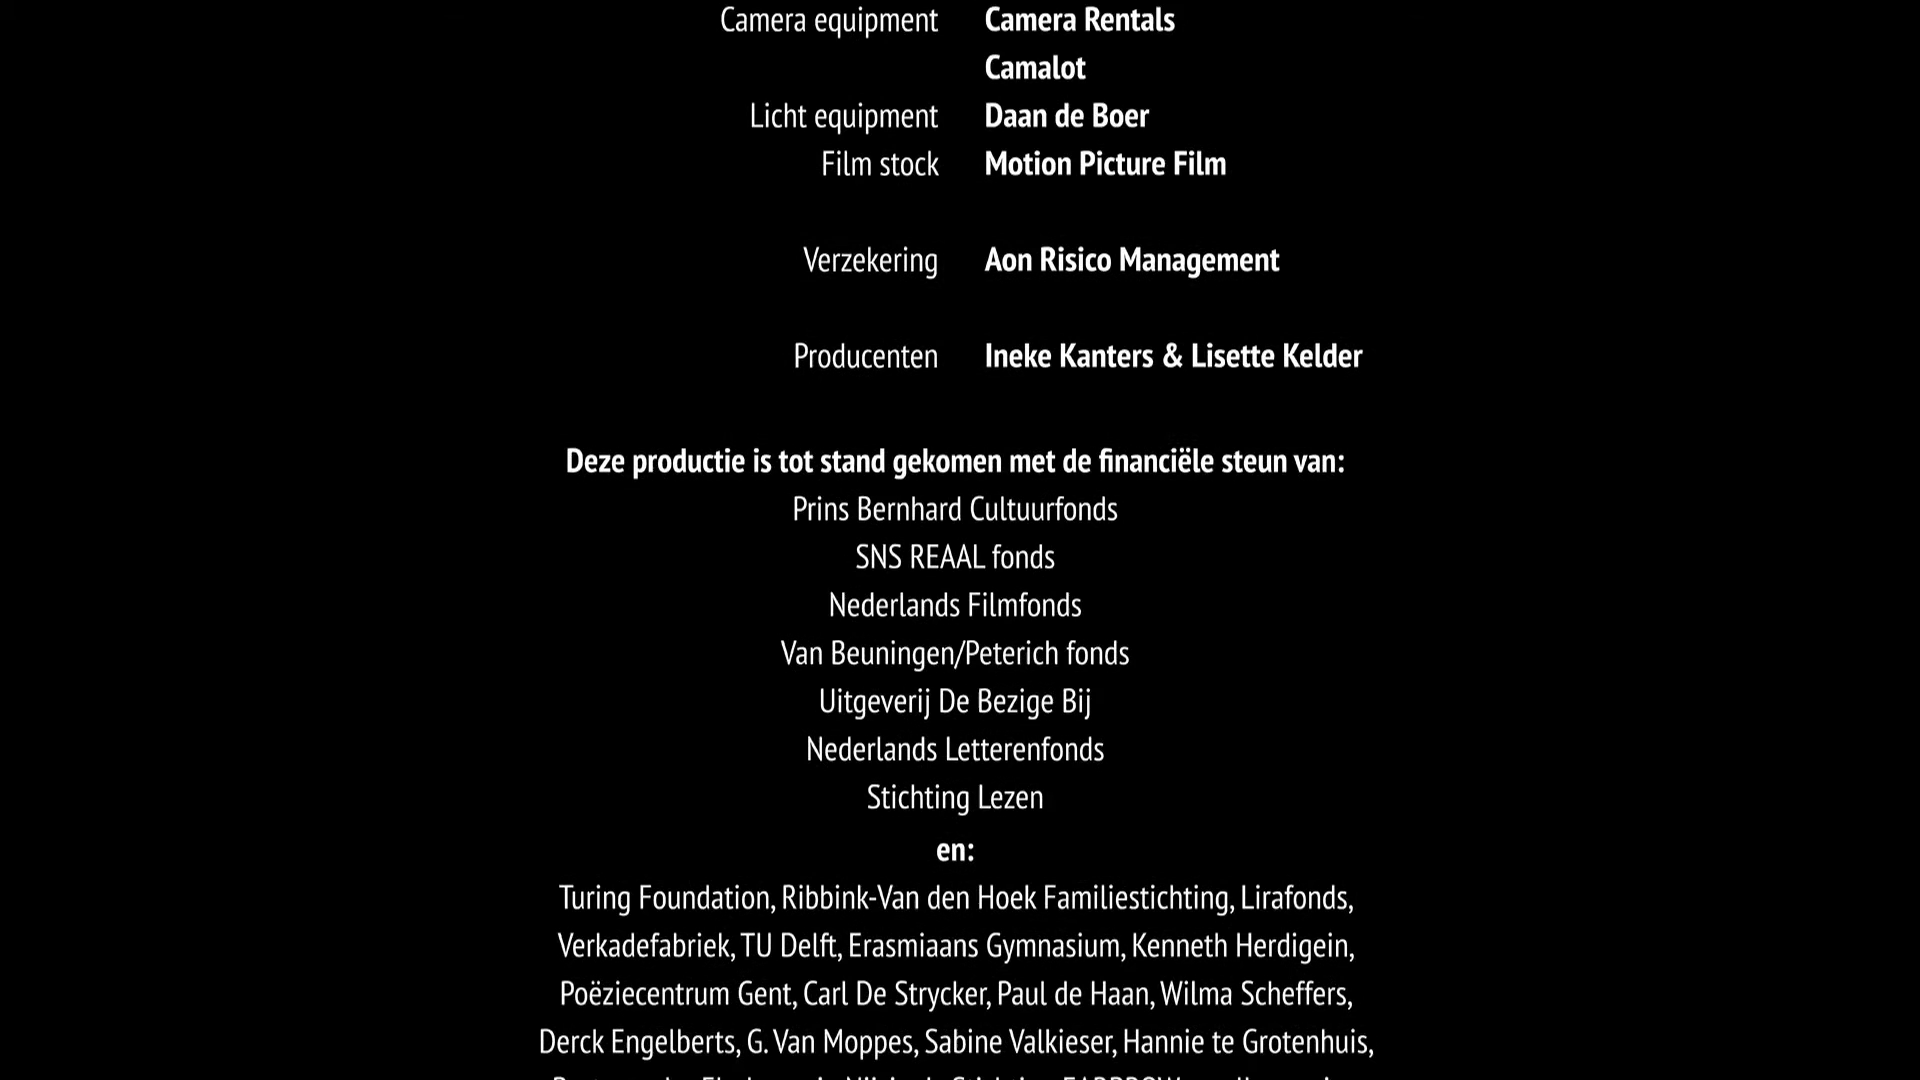 Camera equipment Camera Rentals
Camalot
Licht equipment Daan de Boer
Film stock Motion Picture Film
Verzekering Aon Risico Management
Producenten Ineke Kanters & Lisette Kelder
Deze productie is tot stand gekomen met de financiële steun van:
Prins Bernhard Cultuurfonds
SNS REAAL fonds
Nederlands Filmfonds
Van Beuningen/Peterich fonds
Uitgeverij De Bezige Bij
Nederlands Letterenfonds
Stichting Lezen
en:
Turing Foundation, Ribbink-Van den Hoek Familiestichting, Lirafonds,
Verkadefabriek, TU Delft, Erasmiaans Gymnasium, Kenneth Herdigein,
Poëziecentrum Gent, Carl De Strycker, Paul de Haan, Wilma Scheffers,
Derck Engelberts, G. Van Moppes, Sabine Valkieser, Hannie te Grotenhuis,